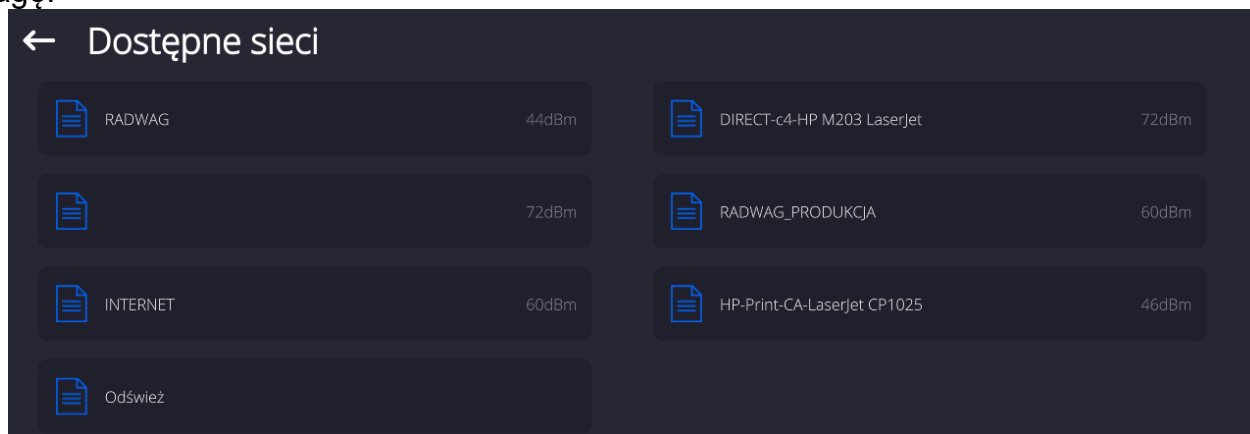 ← Dostępne sieci
RADWAG 44dBm
DIRECT-c4-HP M203 LaserJet 72dBm
72dBm
RADWAG_PRODUKCJA 60dBm
INTERNET 60dBm
HP-Print-CA-LaserJet CP1025 46dBm
Odśwież